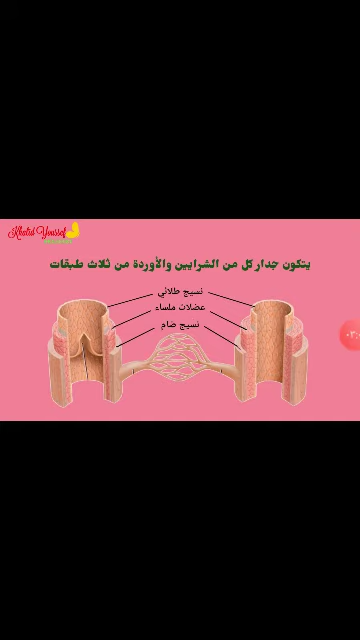 Khalid Youssef
يتكون جدار كل من الشرايين والأوردة من ثلاث طبقات
نسيج طلائي
عضلات ملساء
نسيج ضام